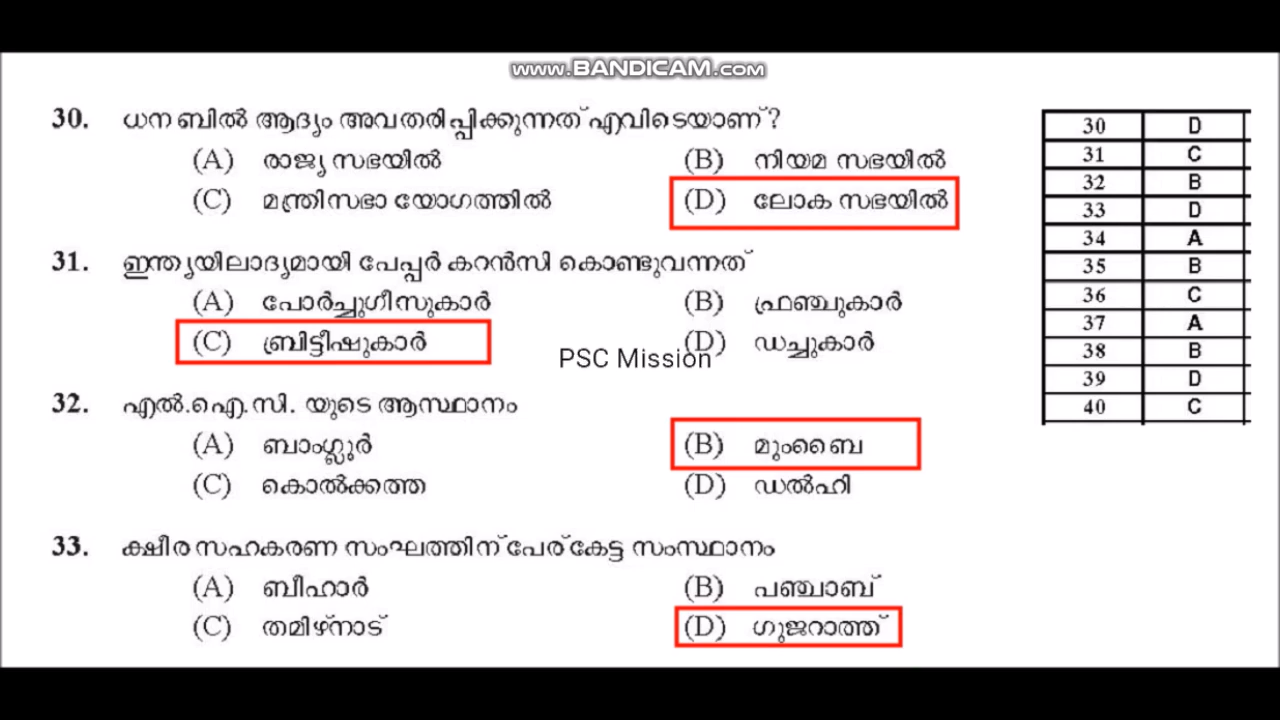 www.BANDICAM.com
30. ധന ബിൽ ആദ്യം അവതരിപ്പിക്കുന്നത് എവിടെയാണ്?
(A) രാജ്യ സഭയിൽ (B) നിയമ സഭയിൽ
(C) മന്ത്രിസഭാ യോഗത്തിൽ (D) ലോക സഭയിൽ
31. ഇന്ത്യയിലാദ്യമായി പേപ്പർ കറൻസി കൊണ്ടുവന്നത്
(A) പോർച്ചുഗീസുകാർ (B) ഫ്രഞ്ചുകാർ
(C) ബ്രിട്ടീഷുകാർ (D) ഡച്ചുകാർ
PSC Mission
32. എൽ.ഐ.സി. യുടെ ആസ്ഥാനം
(A) ബാംഗ്ലുർ (B) മുംബൈ
(C) കൊൽക്കത്ത (D) ഡൽഹി
33. ക്ഷീര സഹകരണ സംഘത്തിന് പേര് കേട്ട സംസ്ഥാനം
(A) ബീഹാർ (B) പഞ്ചാബ്
(C) തമിഴ്നാട് (D) ഗുജറാത്ത്
30 D
31 C
32 B
33 D
34 A
35 B
36 C
37 A
38 B
39 D
40 C